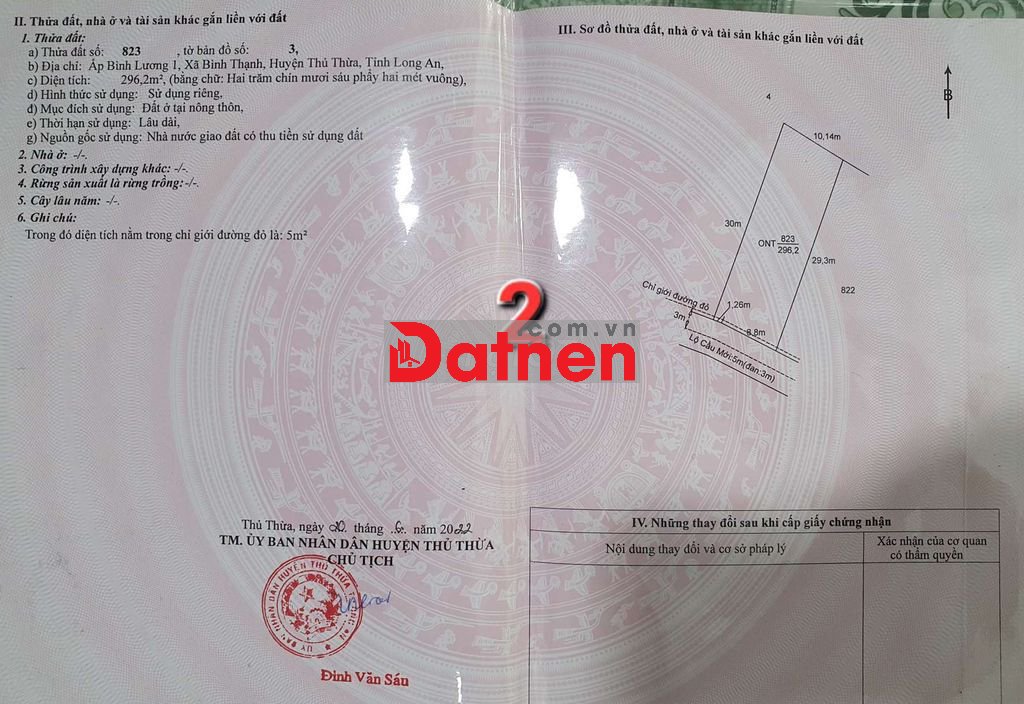 II. Thửa đất, nhà ở và tài sản khác gắn liền với đất
1. Thửa đất:
a) Thửa đất số: 823 , tờ bản đồ số: 3,
b) Địa chỉ: Ấp Bình Lương 1, Xã Bình Thạnh, Huyện Thủ Thừa, Tỉnh Long An,
c) Diện tích: 296,2m², (bằng chữ: Hai trăm chín mươi sáu phẩy hai mét vuông),
d) Hình thức sử dụng: Sử dụng riêng,
đ) Mục đích sử dụng: Đất ở tại nông thôn,
e) Thời hạn sử dụng: Lâu dài,
g) Nguồn gốc sử dụng: Nhà nước giao đất có thu tiền sử dụng đất
2. Nhà ở: -/-.
3. Công trình xây dựng khác: -/-.
4. Rừng sản xuất là rừng trồng: -/-.
5. Cây lâu năm: -/-.
6. Ghi chú:
Trong đó diện tích nằm trong chỉ giới đường đỏ là: 5m²
Thủ Thừa, ngày 20 tháng 6 năm 2022
TM. ỦY BAN NHÂN DÂN HUYỆN THỦ THỪA
CHỦ TỊCH
ỦY BAN NHÂN DÂN HUYỆN THỦ THỪA T. LONG AN
Đinh Văn Sáu
III. Sơ đồ thửa đất, nhà ở và tài sản khác gắn liền với đất
B
4
10,14m
30m
ONT 823
296,2
29,3m
822
Chỉ giới đường đỏ
1,26m
3m
8,8m
Lộ Cầu Mới:5m(đan:3m)
2
.com.vn
Datnen
IV. Những thay đổi sau khi cấp giấy chứng nhận
Nội dung thay đổi và cơ sở pháp lý
Xác nhận của cơ quan
có thẩm quyền